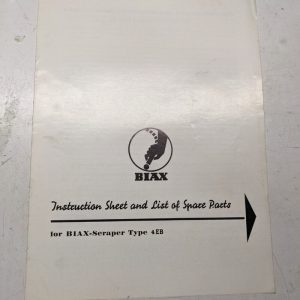 BIAX
Instruction Sheet and List of Spare Parts
for BIAX-Scraper Type 4EB